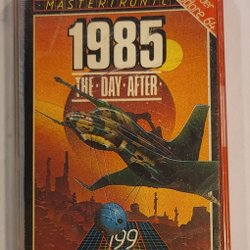 MASTERTRONIC
1985
THE · DAY · AFTER
199